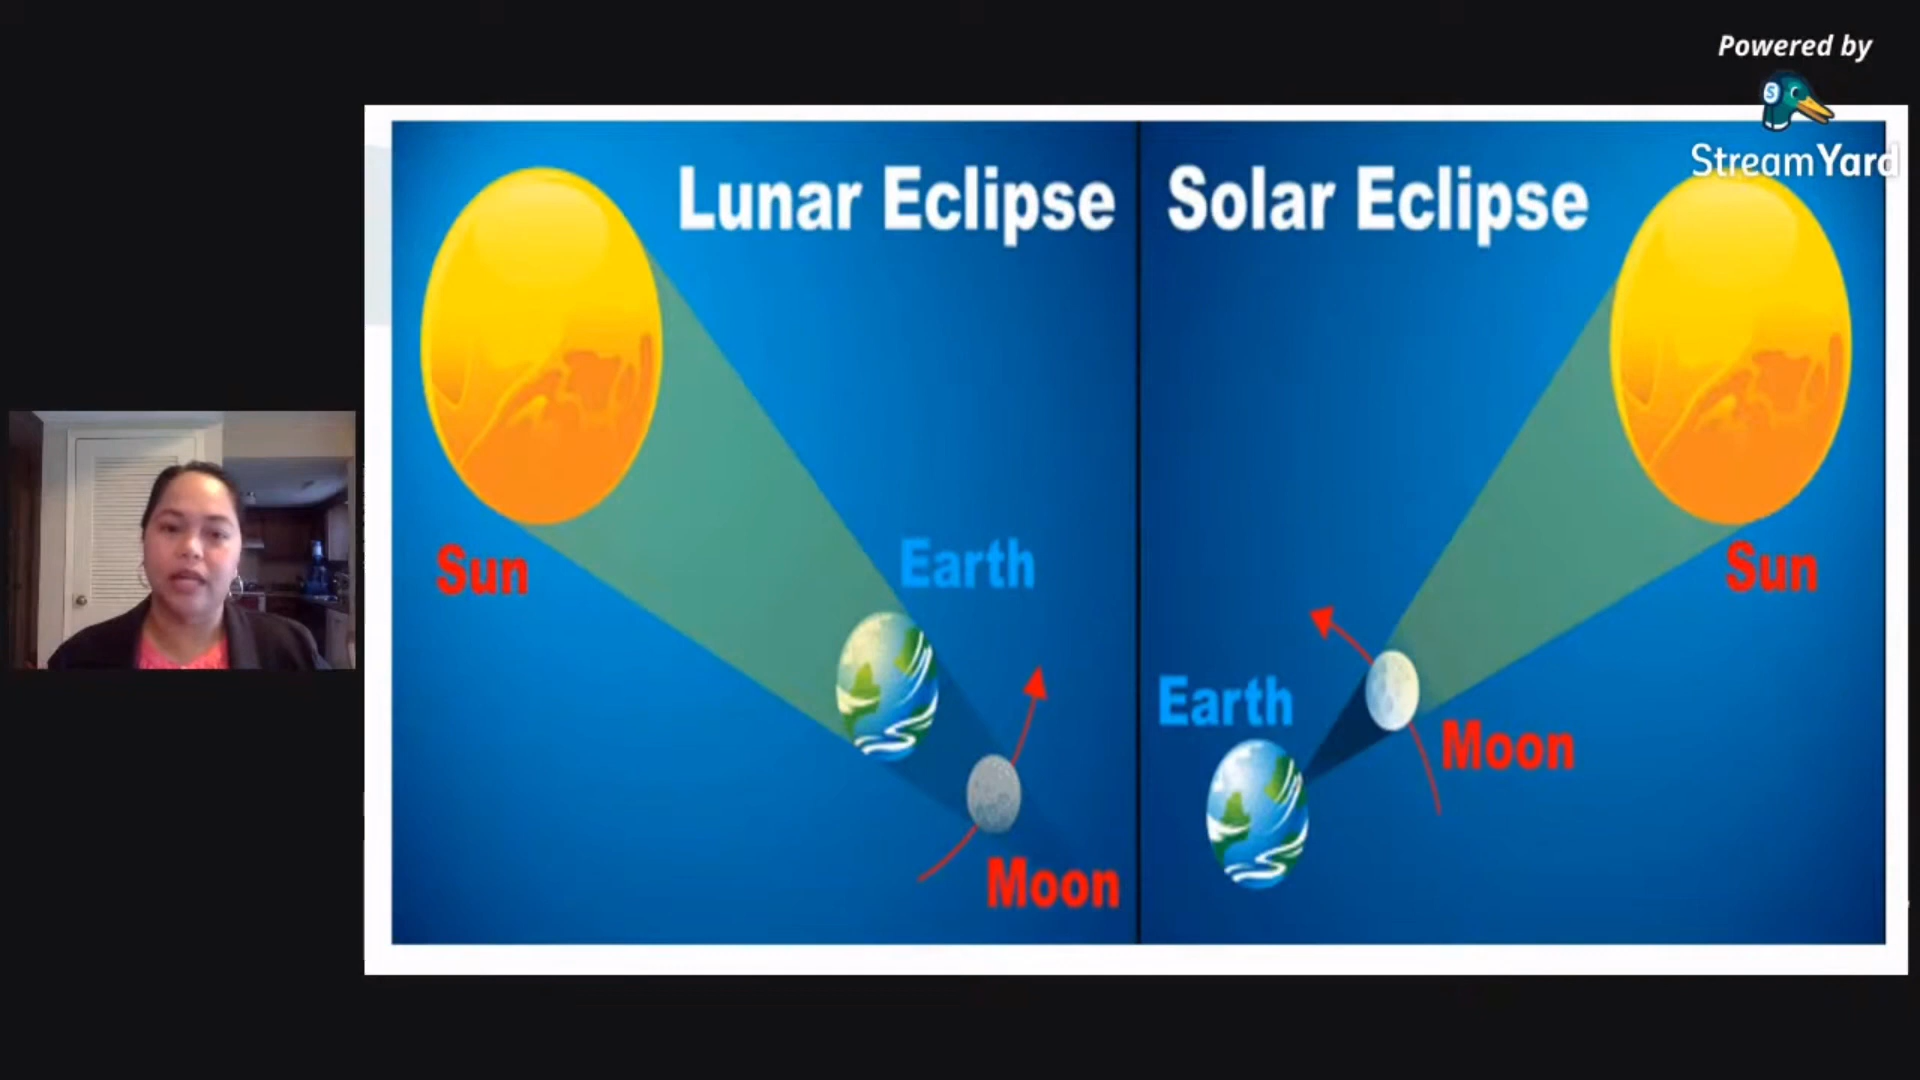 Powered by
StreamYard
Lunar Eclipse
Sun
Earth
Moon
Solar Eclipse
Sun
Earth
Moon